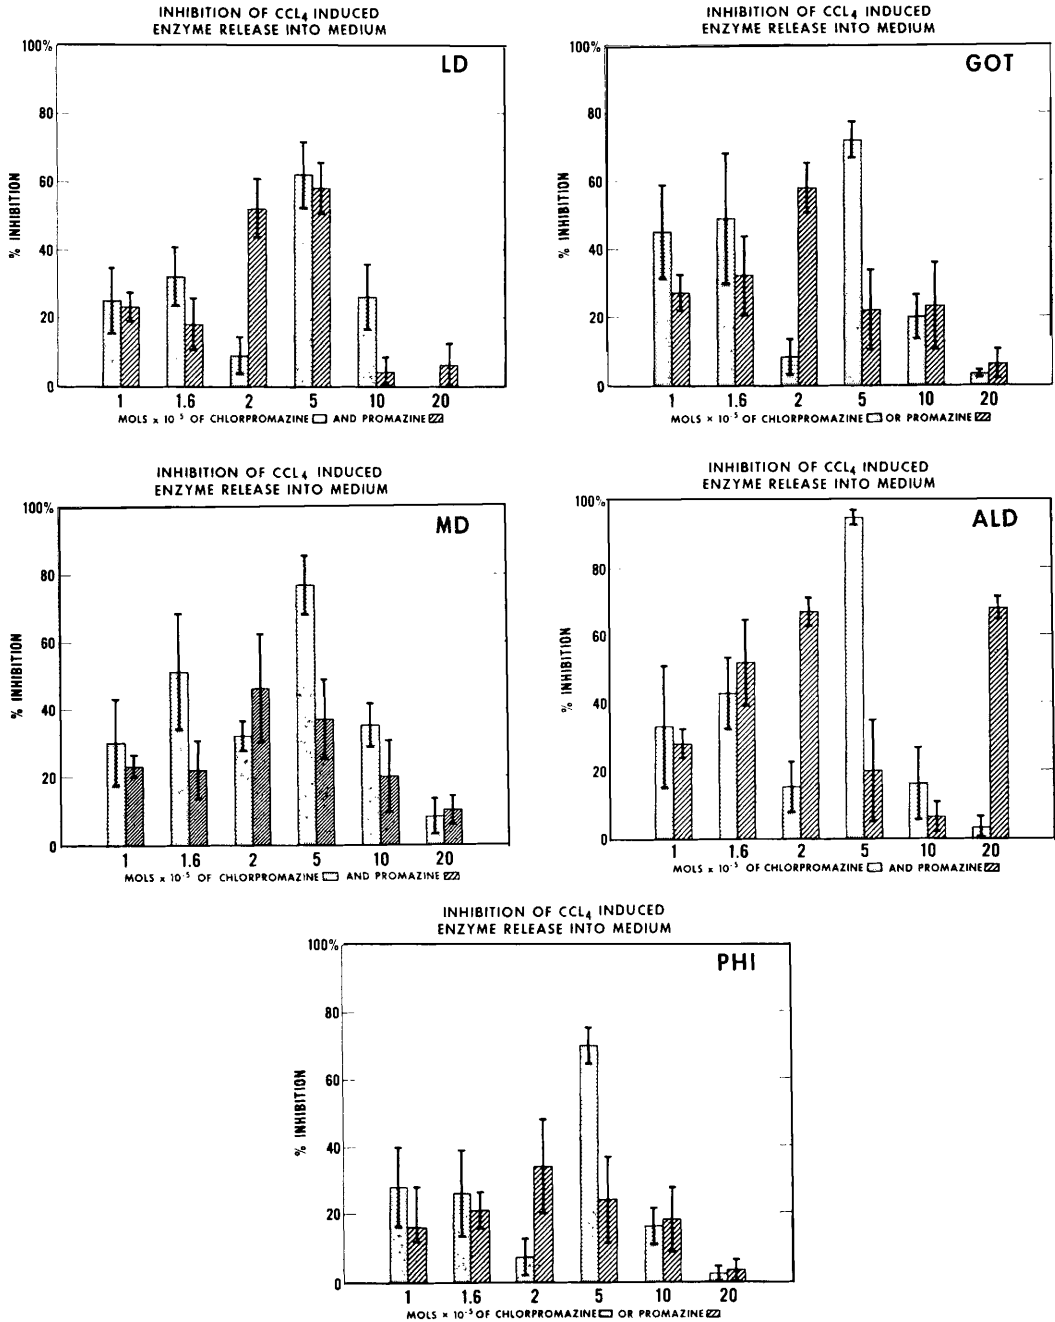 INHIBITION OF CCL4 INDUCED
ENZYME RELEASE INTO MEDIUM
LD
100%
80
60
40
20
0
% INHIBITION
1 1.6 2 5 10 20
MOLS x 10-5 OF CHLORPROMAZINE AND PROMAZINE
INHIBITION OF CCL4 INDUCED
ENZYME RELEASE INTO MEDIUM
GOT
100%
80
60
40
20
0
% INHIBITION
1 1.6 2 5 10 20
MOLS x 10-5 OF CHLORPROMAZINE OR PROMAZINE
INHIBITION OF CCL4 INDUCED
ENZYME RELEASE INTO MEDIUM
MD
100%
80
60
40
20
0
% INHIBITION
1 1.6 2 5 10 20
MOLS x 10-5 OF CHLORPROMAZINE AND PROMAZINE
INHIBITION OF CCL4 INDUCED
ENZYME RELEASE INTO MEDIUM
ALD
100%
80
60
40
20
0
% INHIBITION
1 1.6 2 5 10 20
MOLS x 10-5 OF CHLORPROMAZINE AND PROMAZINE
INHIBITION OF CCL4 INDUCED
ENZYME RELEASE INTO MEDIUM
PHI
100%
80
60
40
20
0
% INHIBITION
1 1.6 2 5 10 20
MOLS x 10-5 OF CHLORPROMAZINE OR PROMAZINE